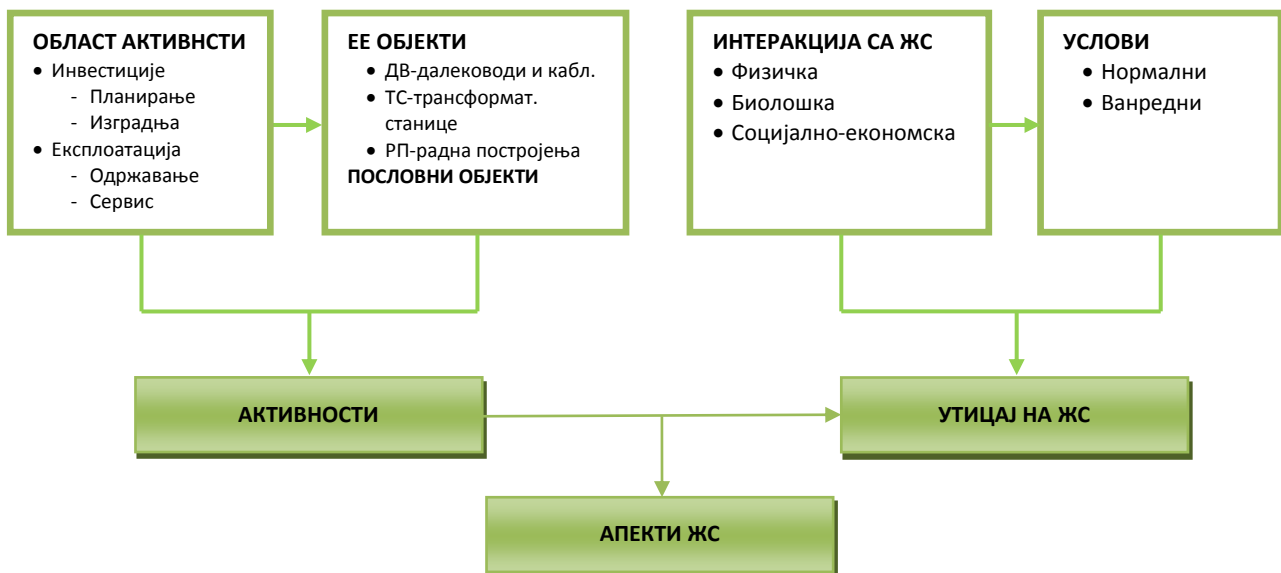 ОБЛАСТ АКТИВНСТИ
• Инвестиције
- Планирање
- Изградња
• Експлоатација
- Одржавање
- Сервис
ЕЕ ОБЈЕКТИ
• ДВ-далеководи и кабл.
• ТС-трансформат.
станице
• РП-радна постројења
ПОСЛОВНИ ОБЈЕКТИ
ИНТЕРАКЦИЈА СА ЖС
• Физичка
• Биолошка
• Социјално-економска
УСЛОВИ
• Нормални
• Ванредни
АКТИВНОСТИ
УТИЦАЈ НА ЖС
АПЕКТИ ЖС